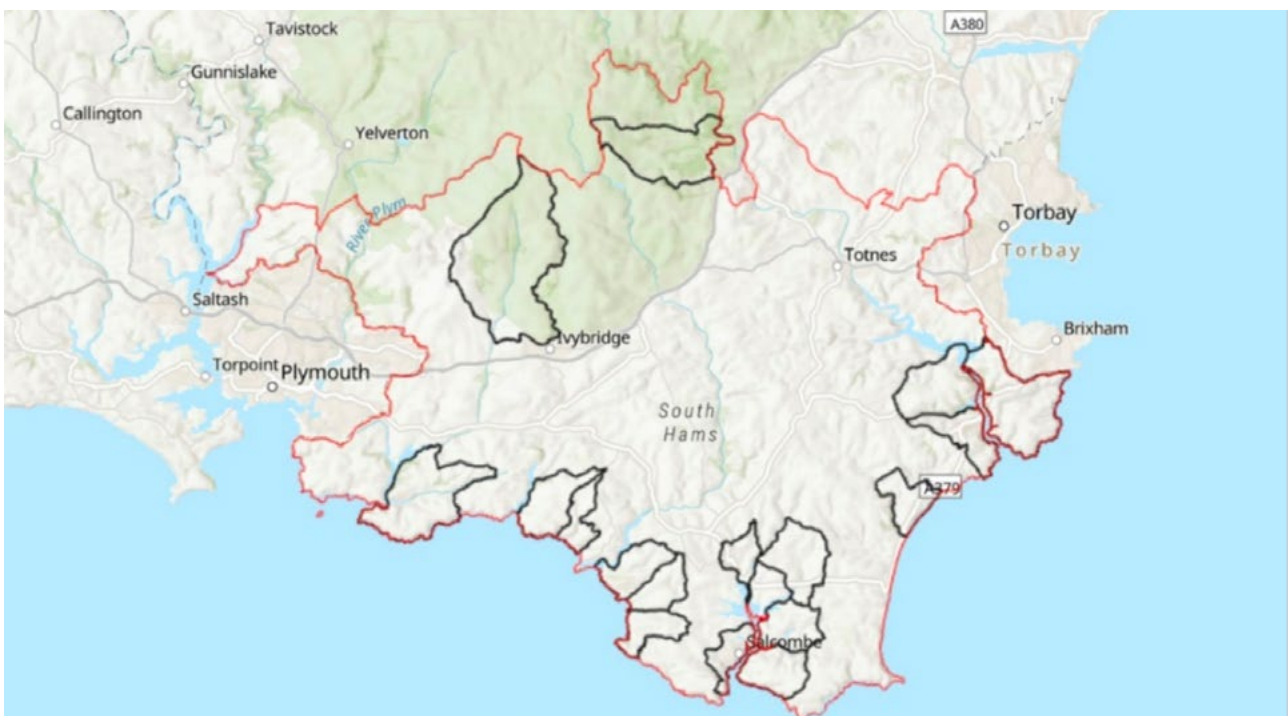 A380
Tavistock
Gunnislake
Callington
Yelverton
River Plym
Torbay
Torbay
Totnes
Saltash
Ivybridge
Brixham
Torpoint
Plymouth
South
Hams
A379
Salcombe